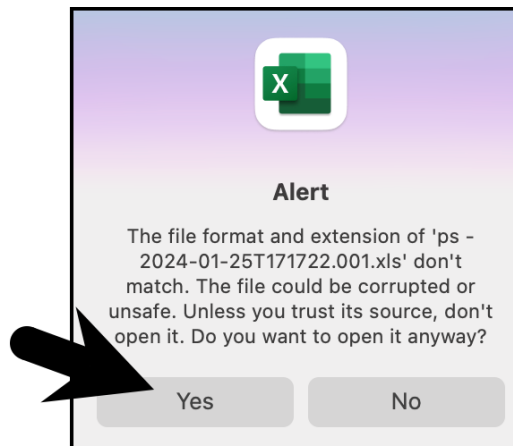 X
Alert
The file format and extension of 'ps -
2024-01-25T171722.001.xls' don't
match. The file could be corrupted or
unsafe. Unless you trust its source, don't
open it. Do you want to open it anyway?
Yes No